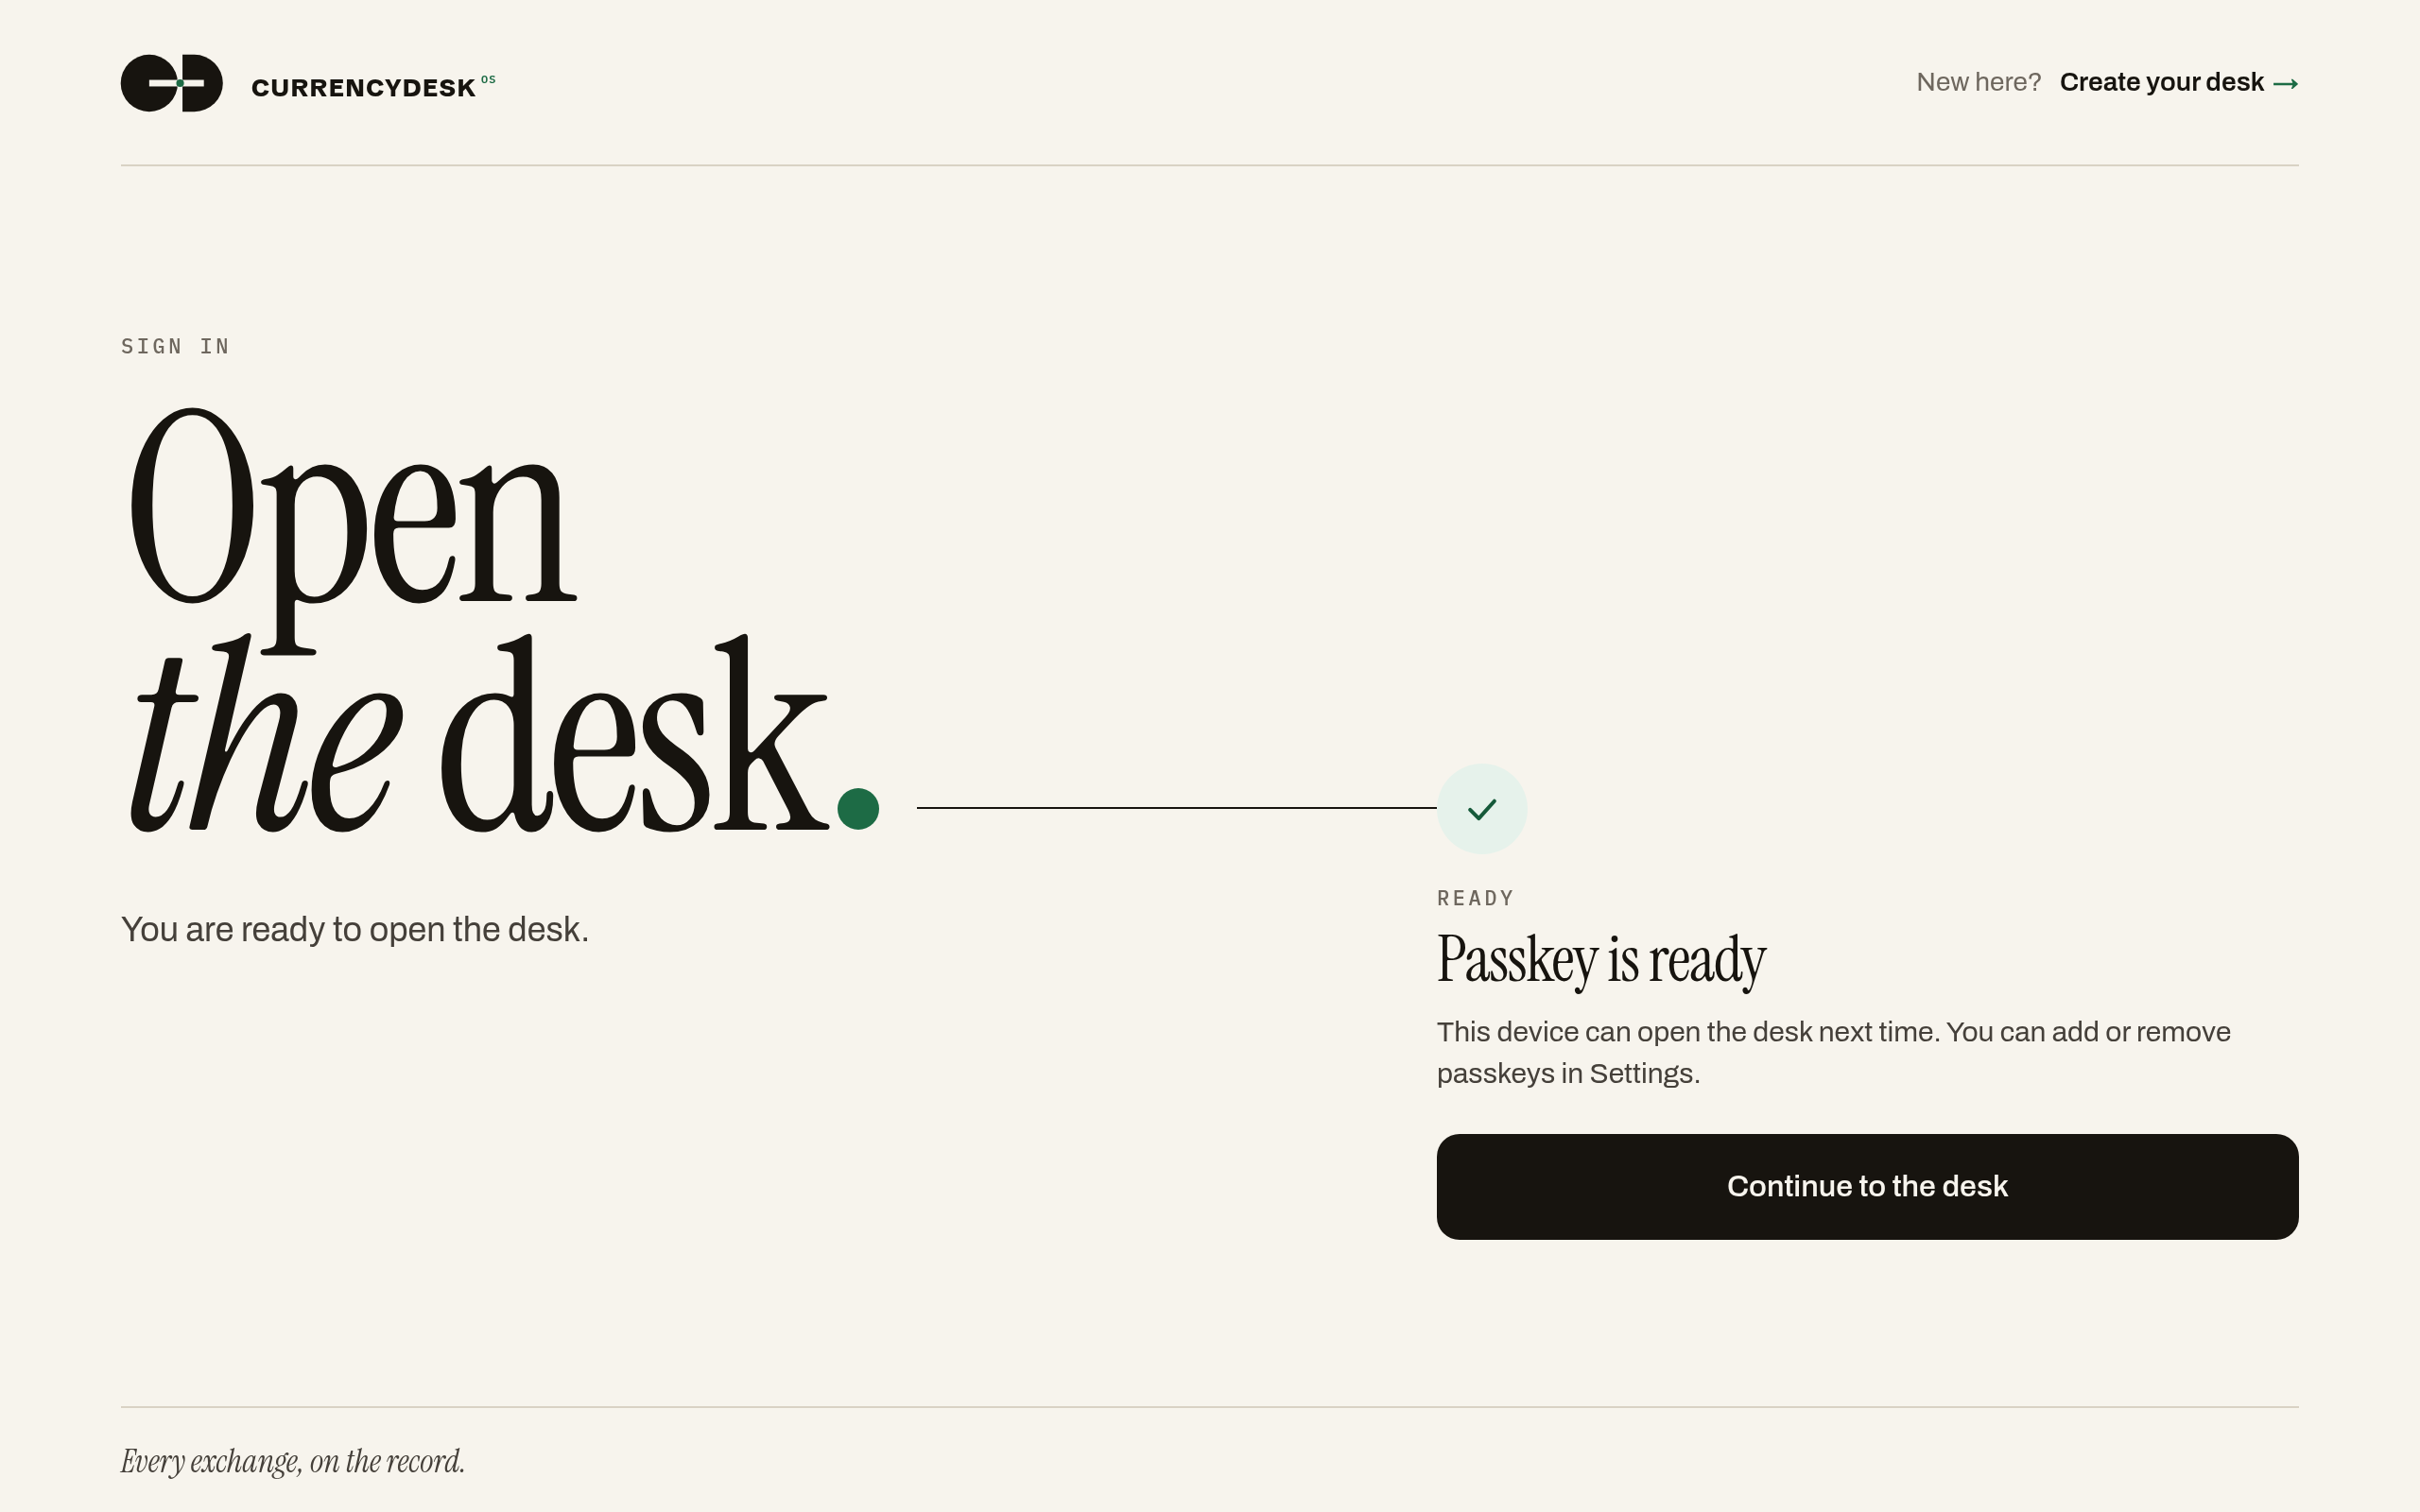 CURRENCYDESK OS
New here? Create your desk →
SIGN IN
Open
the desk.
You are ready to open the desk.
READY
Passkey is ready
This device can open the desk next time. You can add or remove
passkeys in Settings.
Continue to the desk
Every exchange, on the record.